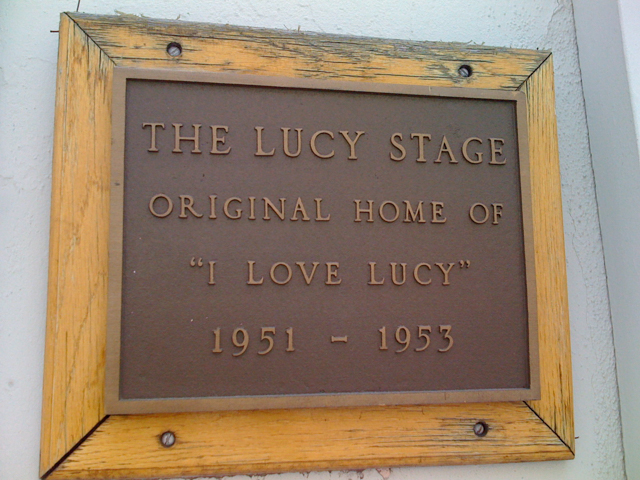 THE LUCY STAGE
ORIGINAL HOME OF
“I LOVE LUCY”
1951 - 1953